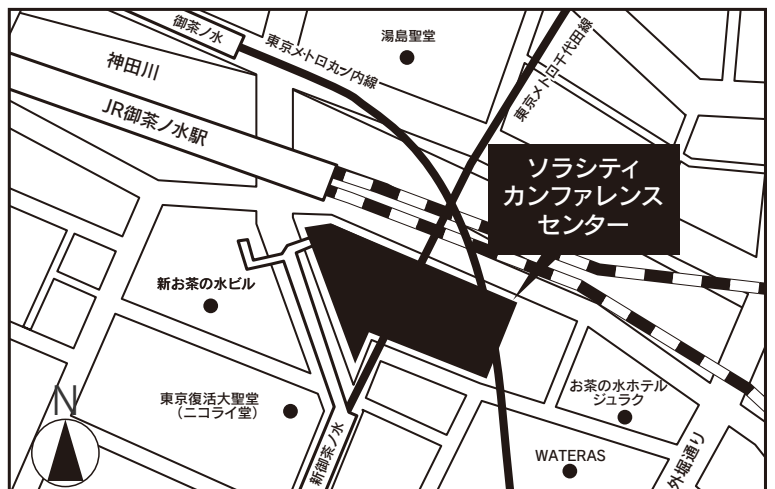 御茶ノ水
東京メトロ丸ノ内線
湯島聖堂
東京メトロ千代田線
神田川
JR御茶ノ水駅
ソラシティ
カンファレンス
センター
新お茶の水ビル
東京復活大聖堂
（ニコライ堂）
お茶の水ホテル
ジュラク
N
新御茶ノ水
WATERAS
外堀通り